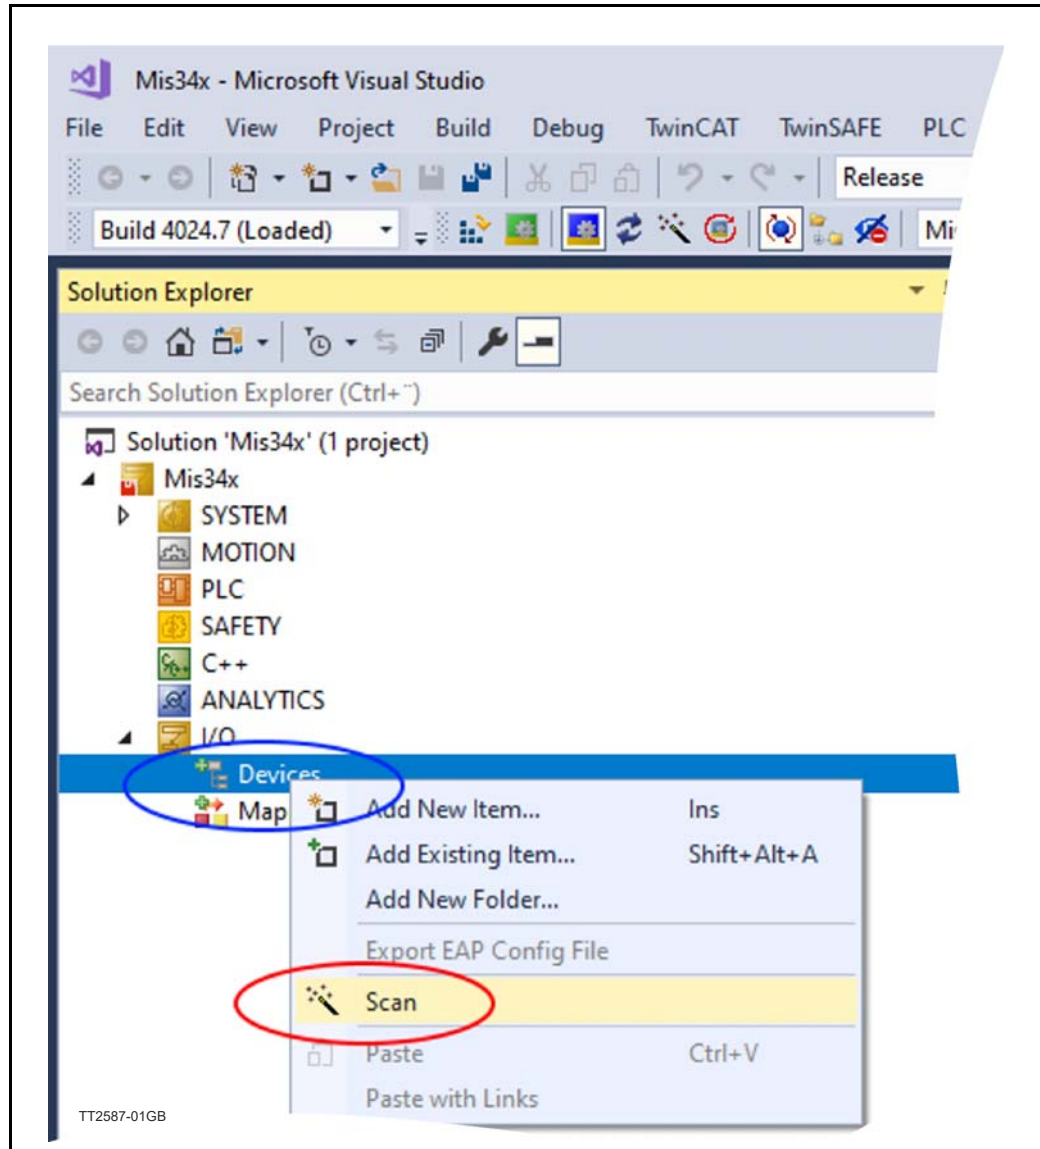 Mis34x - Microsoft Visual Studio
File Edit View Project Build Debug TwinCAT TwinSAFE PLC
Release
Build 4024.7 (Loaded)
Solution Explorer
Search Solution Explorer (Ctrl+¨)
Solution 'Mis34x' (1 project)
Mis34x
SYSTEM
MOTION
PLC
SAFETY
C++
ANALYTICS
I/O
Devices
Map
Add New Item... Ins
Add Existing Item... Shift+Alt+A
Add New Folder...
Export EAP Config File
Scan
Paste Ctrl+V
Paste with Links
TT2587-01GB